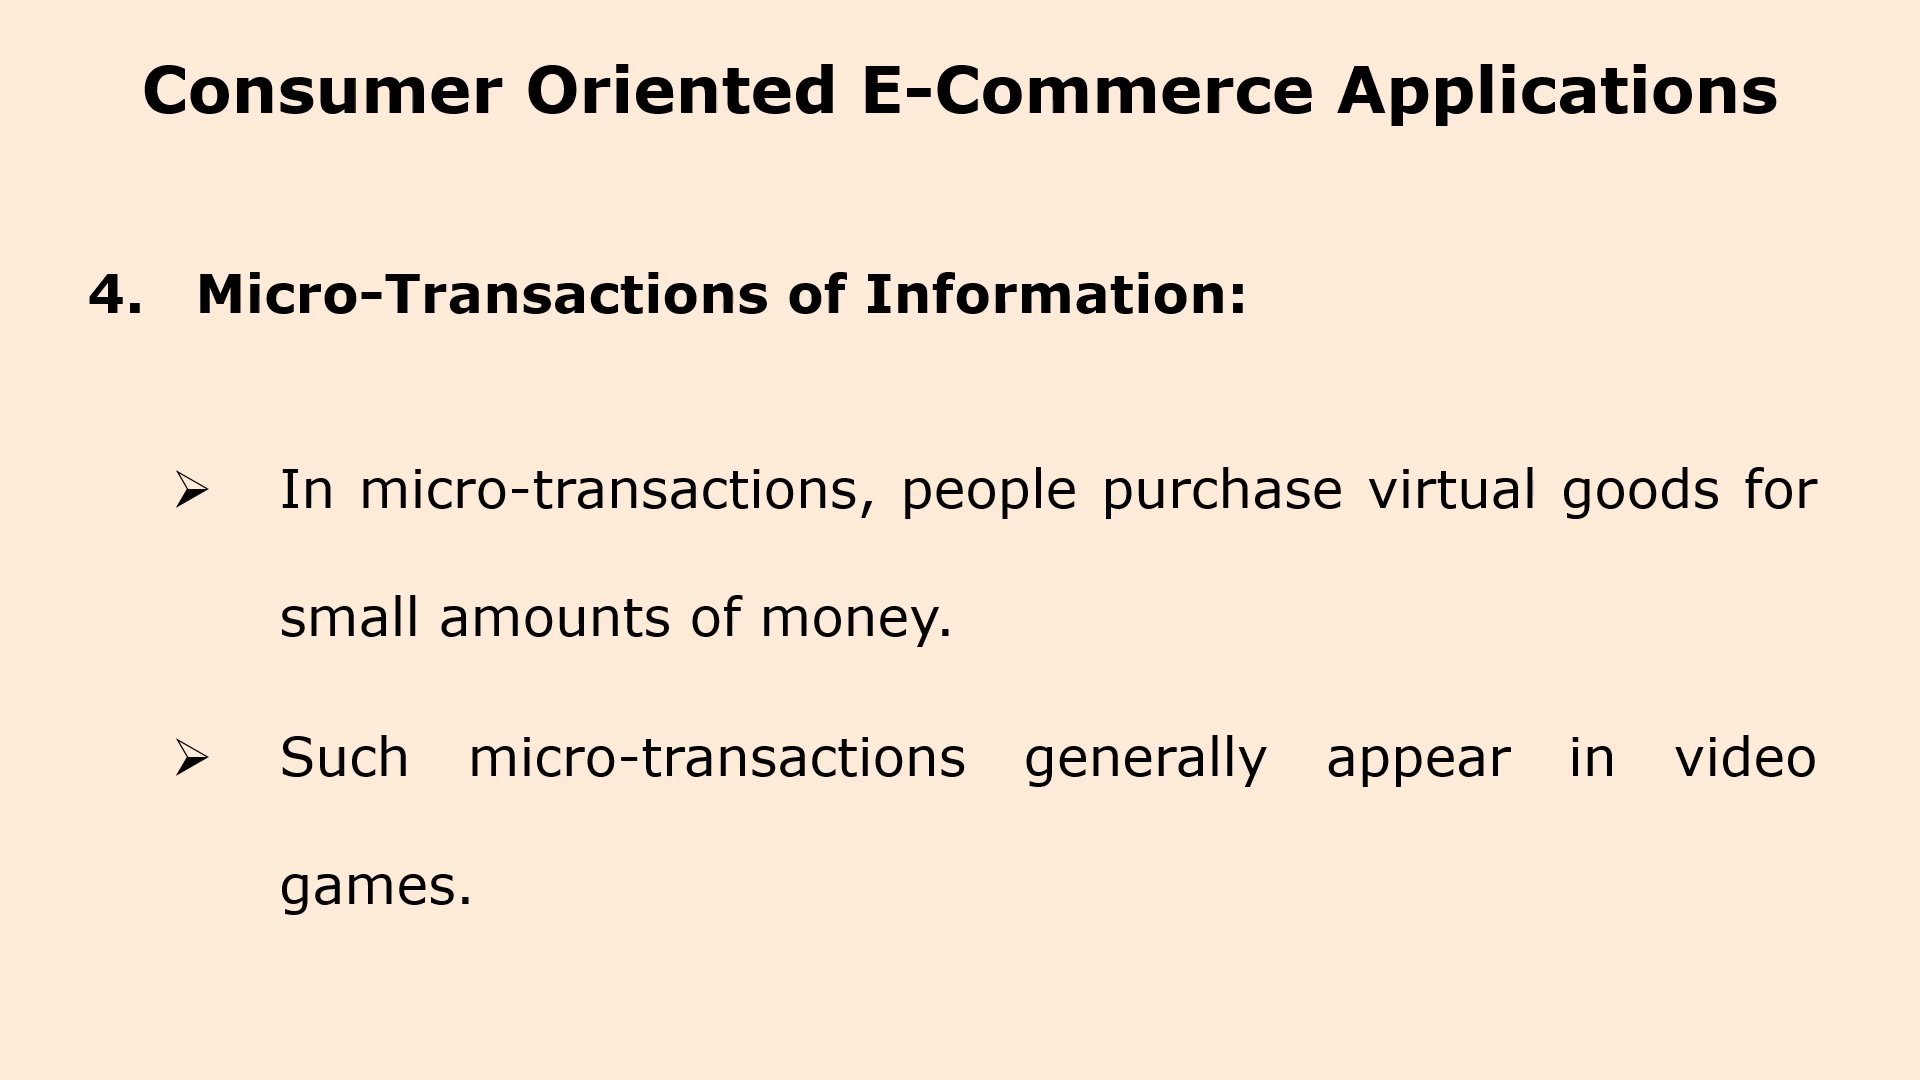 Consumer Oriented E-Commerce Applications
4. Micro-Transactions of Information:
➢ In micro-transactions, people purchase virtual goods for
small amounts of money.
➢ Such micro-transactions generally appear in video
games.